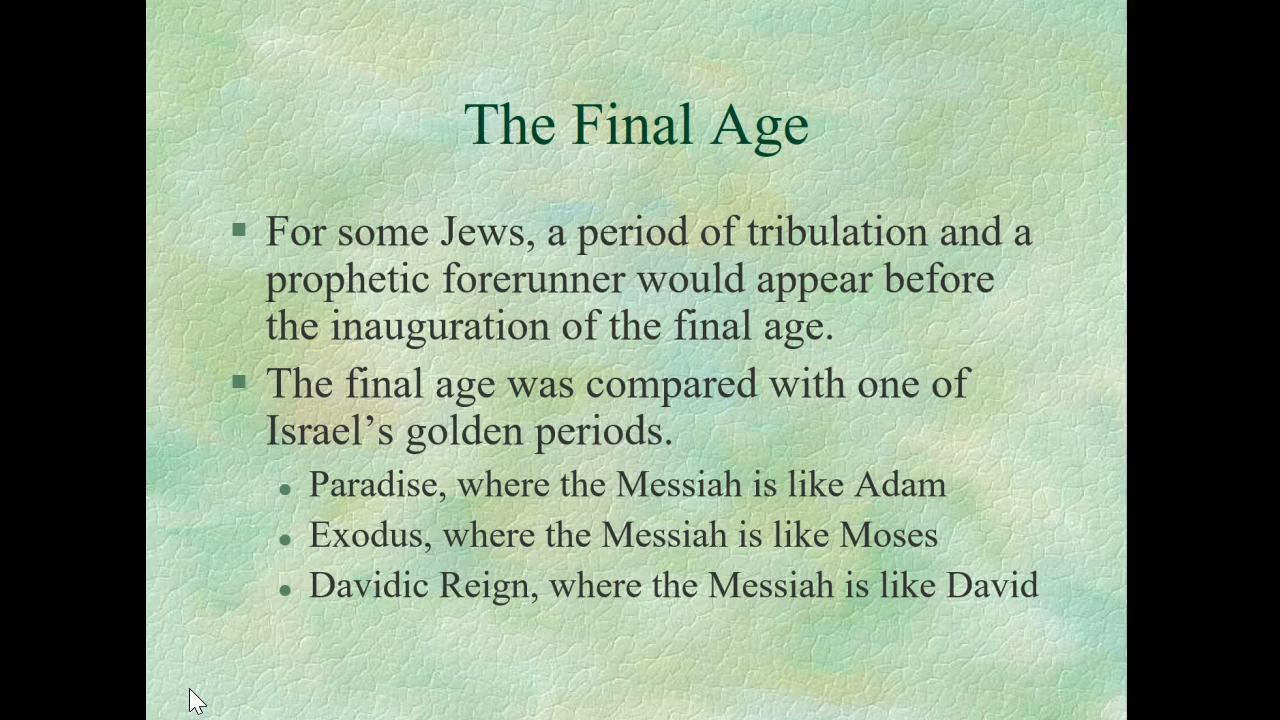 The Final Age
For some Jews, a period of tribulation and a
prophetic forerunner would appear before
the inauguration of the final age.
The final age was compared with one of
Israel’s golden periods.
Paradise, where the Messiah is like Adam
Exodus, where the Messiah is like Moses
Davidic Reign, where the Messiah is like David